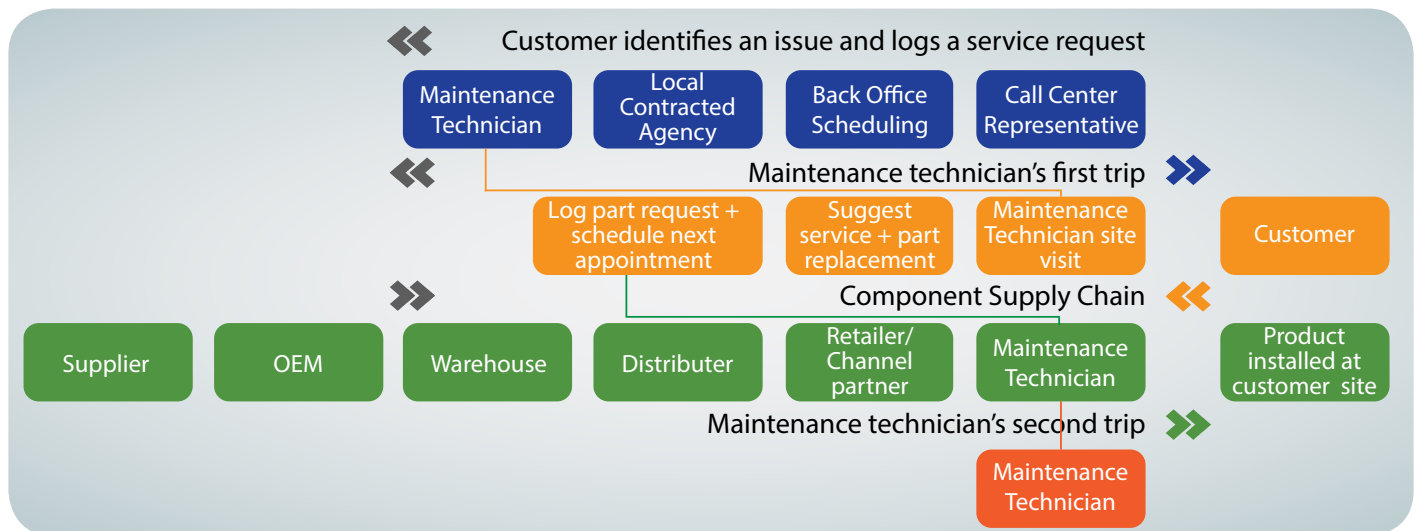 Customer identifies an issue and logs a service request
Maintenance
Technician
Local
Contracted
Agency
Back Office
Scheduling
Call Center
Representative
Maintenance technician's first trip
Log part request +
schedule next
appointment
Suggest
service + part
replacement
Maintenance
Technician site
visit
Customer
Component Supply Chain
Supplier
OEM
Warehouse
Distributer
Retailer/
Channel
partner
Maintenance
Technician
Product
installed at
customer site
Maintenance technician's second trip
Maintenance
Technician